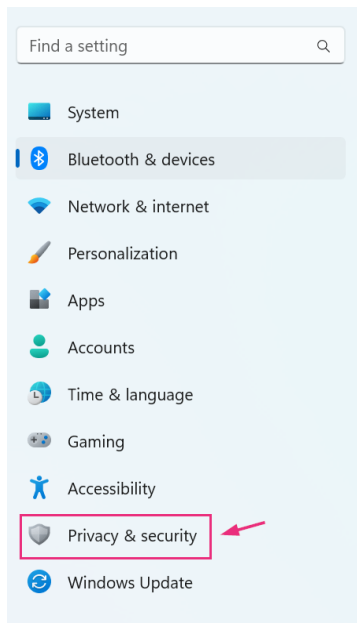 Find a setting
System
Bluetooth & devices
Network & internet
Personalization
Apps
Accounts
Time & language
Gaming
Accessibility
Privacy & security
Windows Update